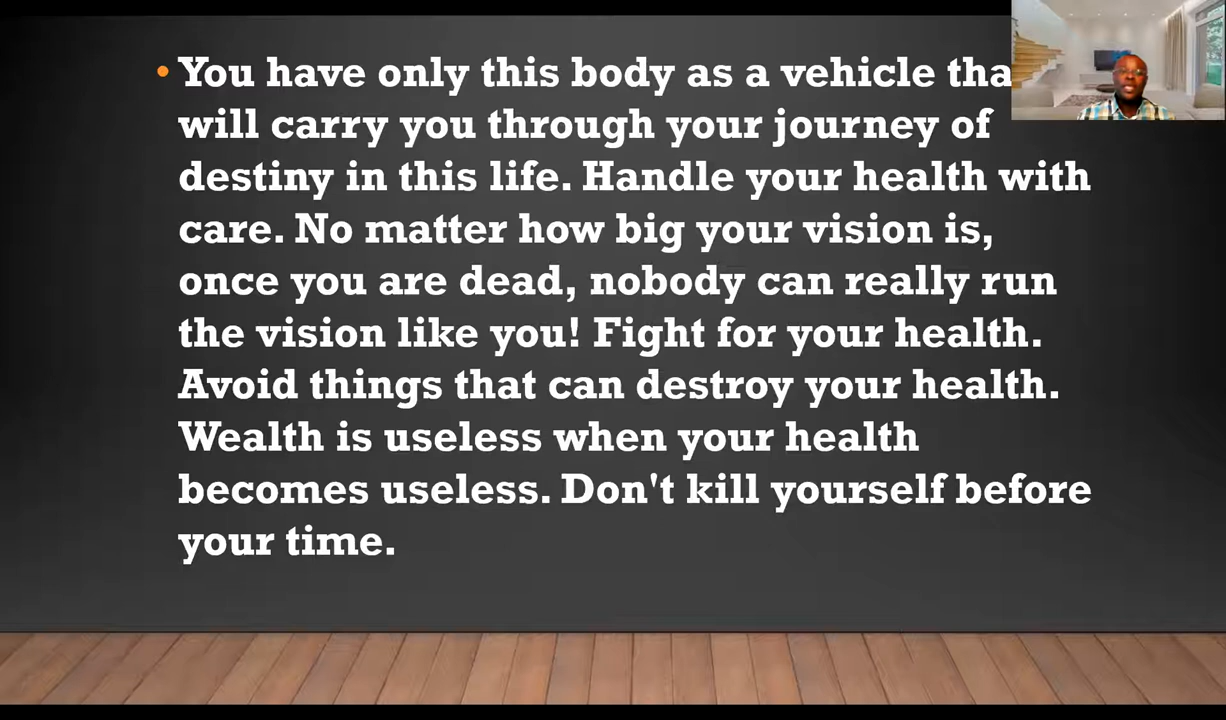 • You have only this body as a vehicle
will carry you through your journey of
destiny in this life. Handle your health with
care. No matter how big your vision is,
once you are dead, nobody can really run
the vision like you! Fight for your health.
Avoid things that can destroy your health.
Wealth is useless when your health
becomes useless. Don't kill yourself before
your time.